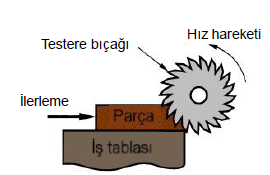 Hız hareketi
Testere bıçağı
İlerleme
Parça
İş tablası